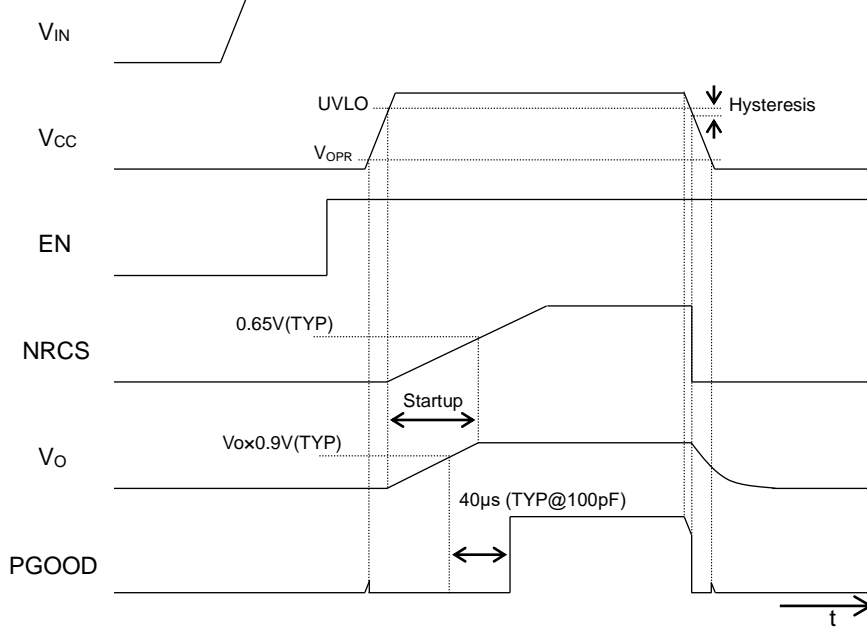 VIN
UVLO
Hysteresis
VCC
VOPR
EN
0.65V(TYP)
NRCS
Startup
Vo×0.9V(TYP)
VO
40µs (TYP@100pF)
PGOOD
t